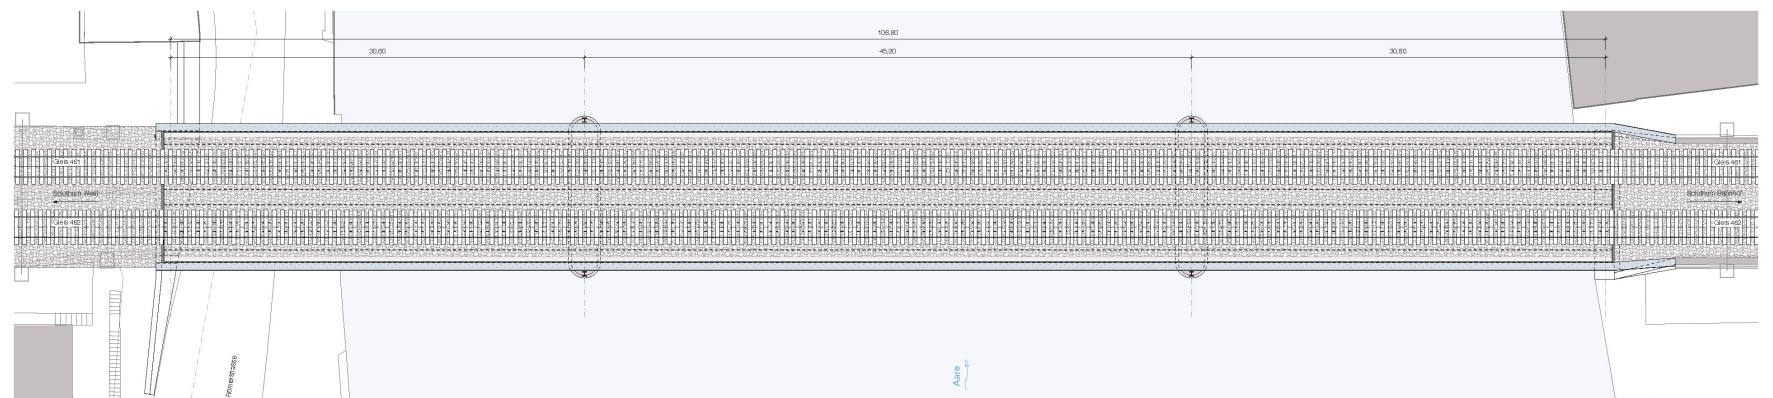 106,80
30,80
45,20
30,80
Gleis 461
Gleis 461
Solothurn West
Solothurn Bahnhof
Gleis 462
Gleis 462
Römerstrasse
Aare